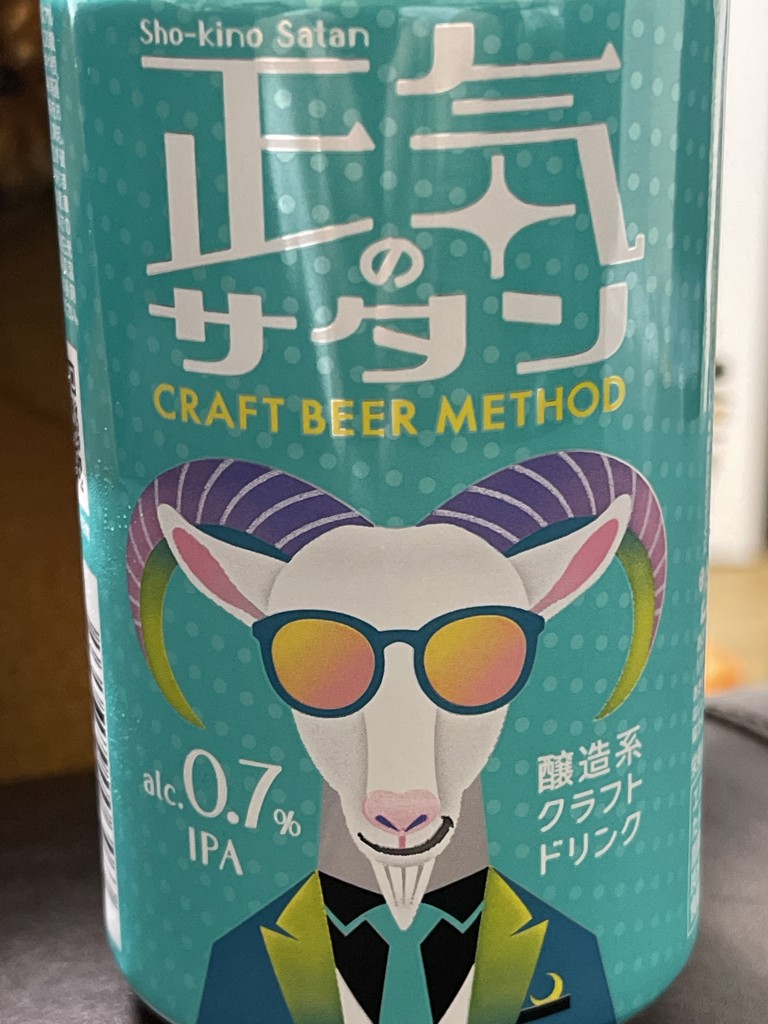 Sho-kino Satan
正気
の
サタン
CRAFT BEER METHOD
alc.0.7%
IPA
醸造系
クラフト
ドリンク